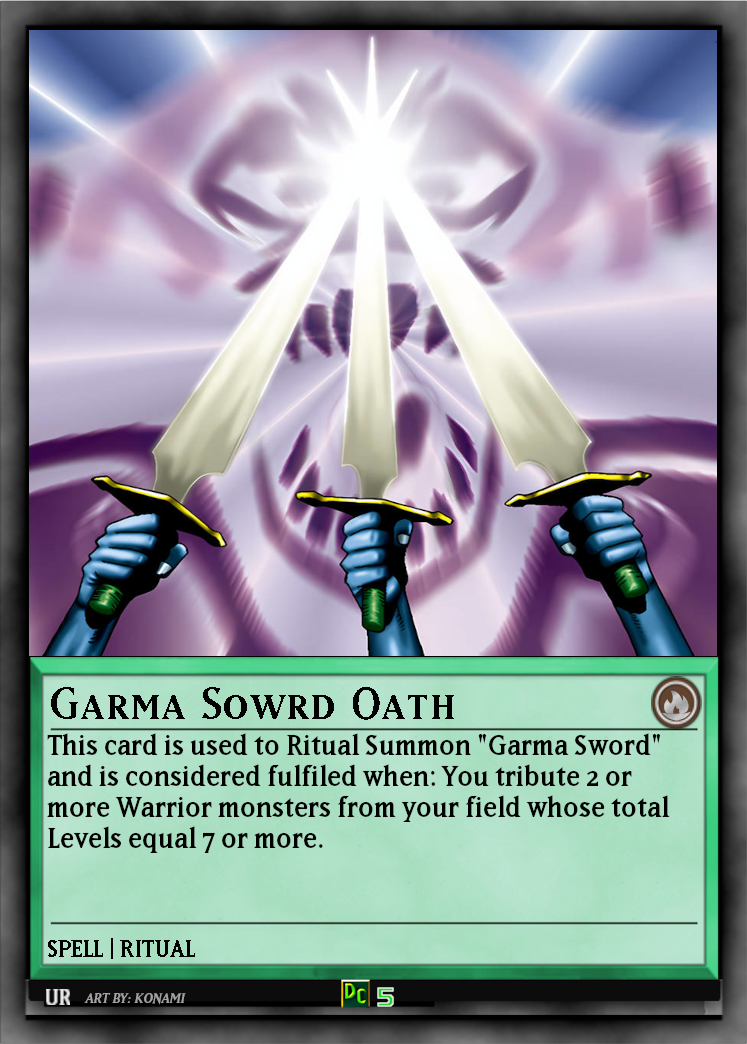 Garma Sowrd Oath
This card is used to Ritual Summon "Garma Sword"
and is considered fulfiled when: You tribute 2 or
more Warrior monsters from your field whose total
Levels equal 7 or more.
SPELL | RITUAL
UR ART BY: KONAMI DC 5